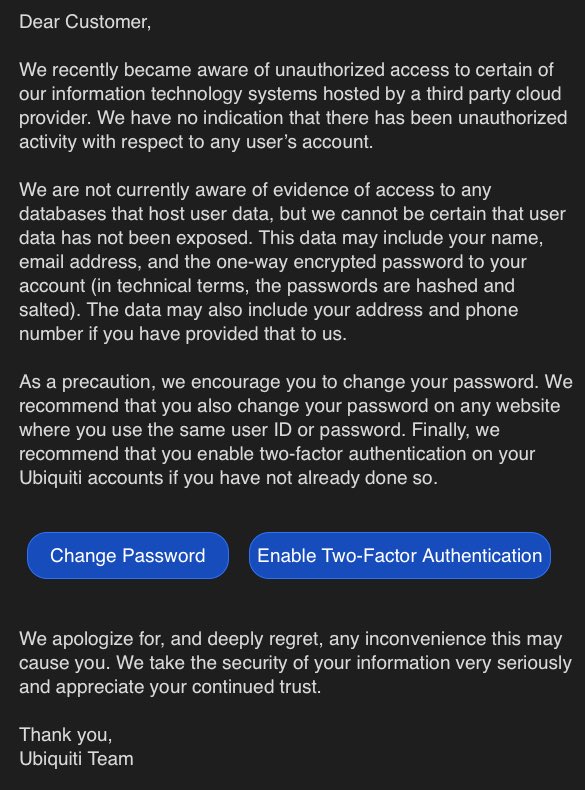 Dear Customer,
We recently became aware of unauthorized access to certain of
our information technology systems hosted by a third party cloud
provider. We have no indication that there has been unauthorized
activity with respect to any user’s account.
We are not currently aware of evidence of access to any
databases that host user data, but we cannot be certain that user
data has not been exposed. This data may include your name,
email address, and the one-way encrypted password to your
account (in technical terms, the passwords are hashed and
salted). The data may also include your address and phone
number if you have provided that to us.
As a precaution, we encourage you to change your password. We
recommend that you also change your password on any website
where you use the same user ID or password. Finally, we
recommend that you enable two-factor authentication on your
Ubiquiti accounts if you have not already done so.
Change Password Enable Two-Factor Authentication
We apologize for, and deeply regret, any inconvenience this may
cause you. We take the security of your information very seriously
and appreciate your continued trust.
Thank you,
Ubiquiti Team